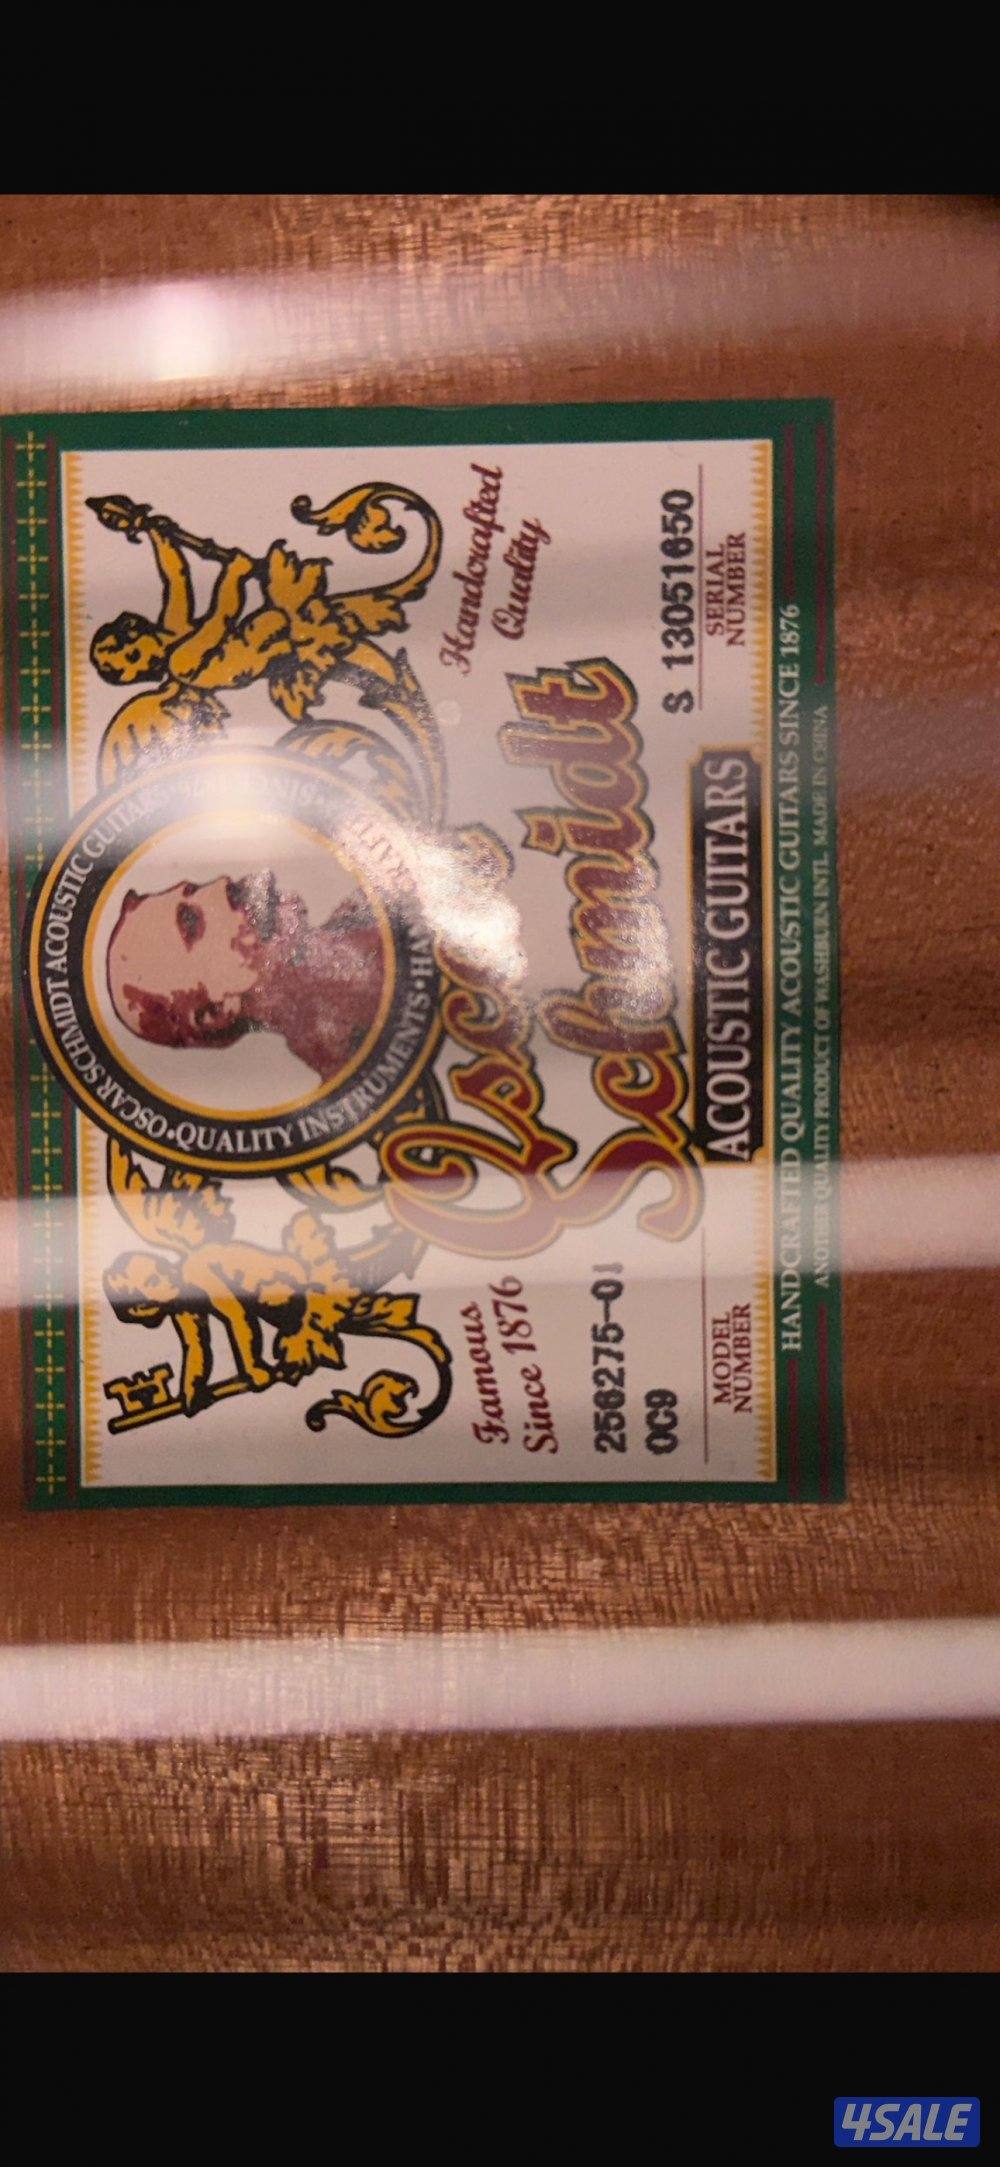 OSCAR SCHMIDT ACOUSTIC GUITARS
QUALITY INSTRUMENTS
Famous
Since 1876
Handcrafted
Quality
Oscar
Schmidt
ACOUSTIC GUITARS
256275-01
OC9
MODEL
NUMBER
S 13051650
SERIAL
NUMBER
HANDCRAFTED QUALITY ACOUSTIC GUITARS SINCE 1876
ANOTHER QUALITY PRODUCT OF WASHBURN INTL. MADE IN CHINA
4SALE